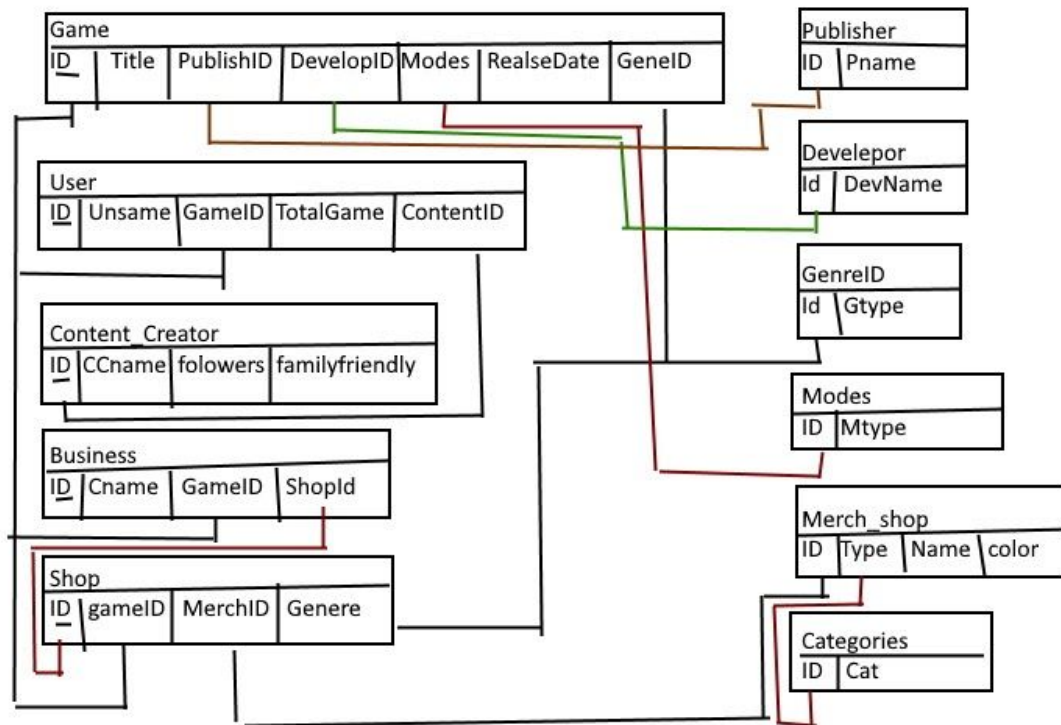 Game
ID Title PublishID DevelopID Modes RealseDate GeneID
Publisher
ID Pname
Develepor
Id DevName
User
ID Unsame GameID TotalGame ContentID
GenreID
Id Gtype
Content_Creator
ID CCname folowers familyfriendly
Modes
ID Mtype
Business
ID Cname GameID ShopId
Merch_shop
ID Type Name color
Shop
ID gameID MerchID Genere
Categories
ID Cat